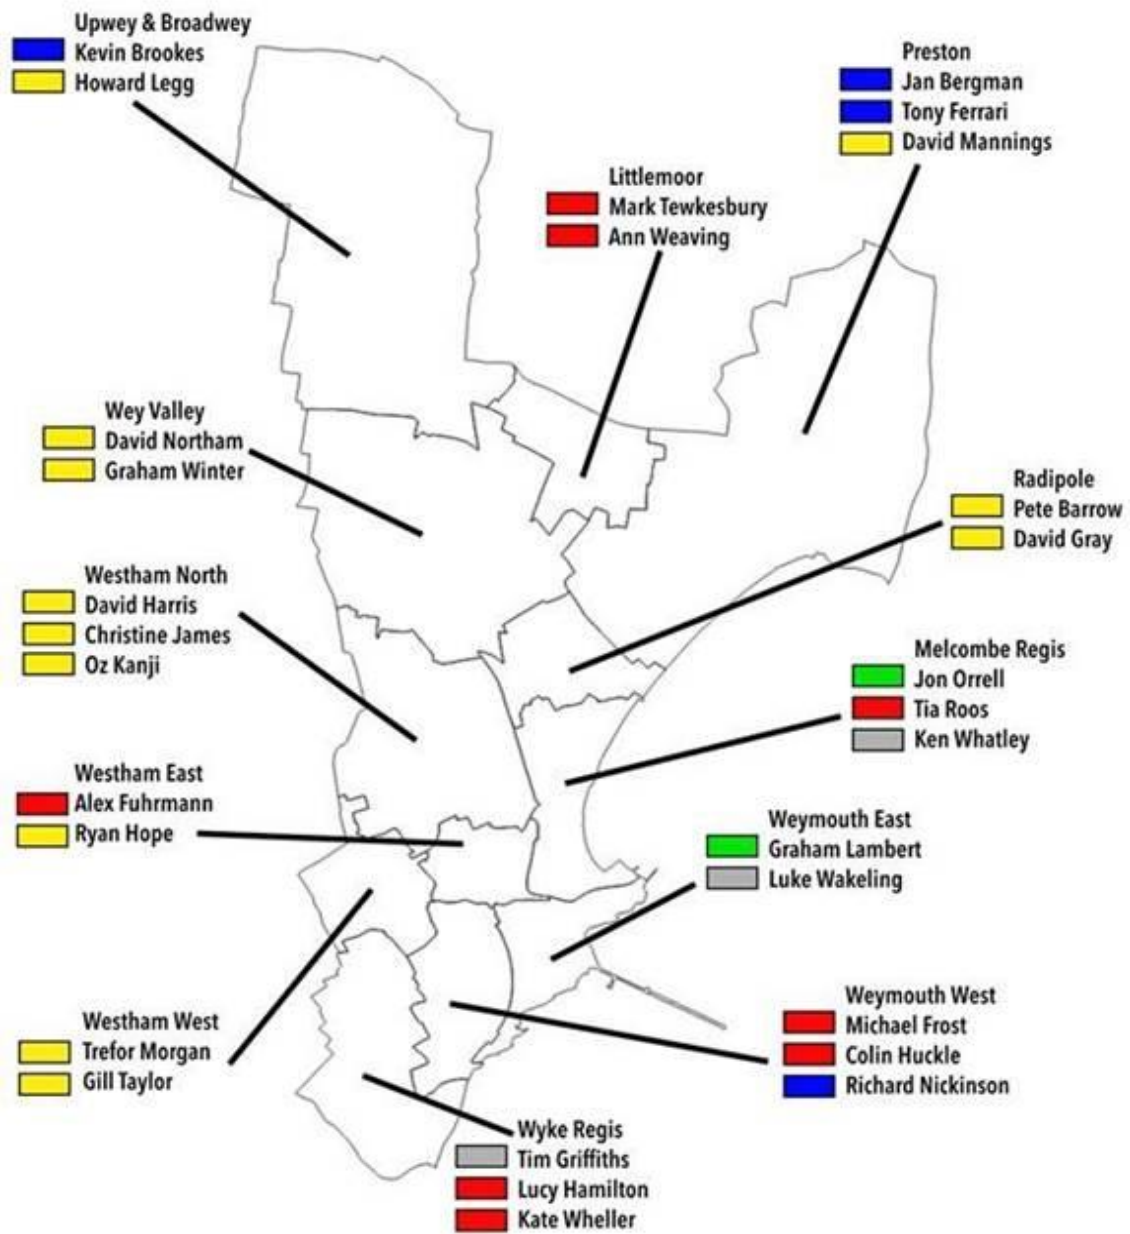 Upwey & Broadwey
Kevin Brookes
Howard Legg
Preston
Jan Bergman
Tony Ferrari
David Mannings
Littlemoor
Mark Tewkesbury
Ann Weaving
Wey Valley
David Northam
Graham Winter
Radipole
Pete Barrow
David Gray
Westham North
David Harris
Christine James
Oz Kanji
Melcombe Regis
Jon Orrell
Tia Roos
Ken Whatley
Westham East
Alex Fuhrmann
Ryan Hope
Weymouth East
Graham Lambert
Luke Wakeling
Weymouth West
Michael Frost
Colin Huckle
Richard Nickinson
Westham West
Trefor Morgan
Gill Taylor
Wyke Regis
Tim Griffiths
Lucy Hamilton
Kate Wheller